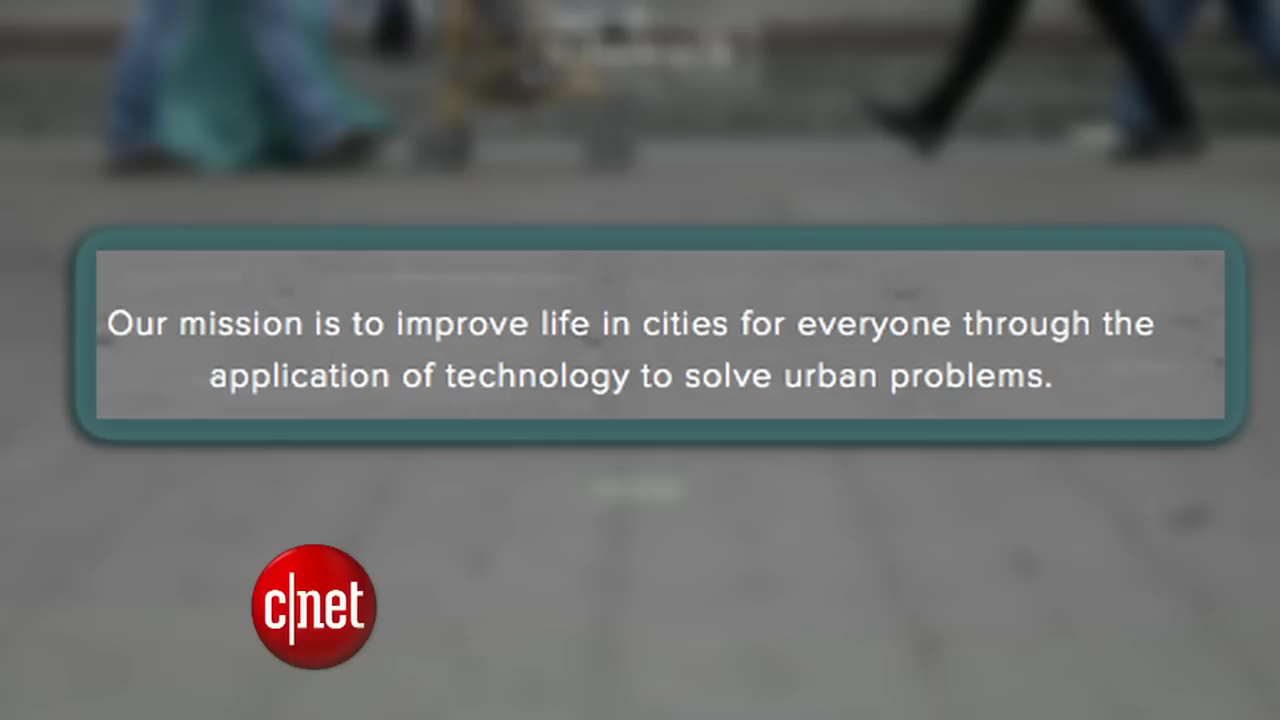 Our mission is to improve life in cities for everyone through the
application of technology to solve urban problems.
c|net